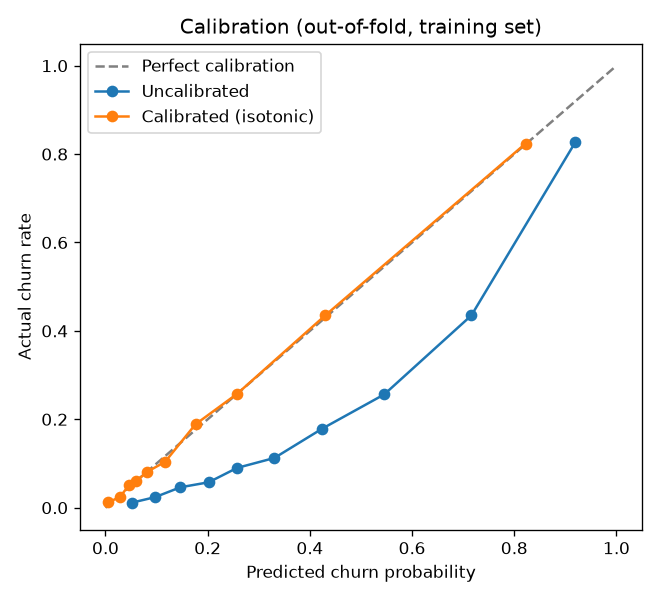 Calibration (out-of-fold, training set)
Perfect calibration
Uncalibrated
Calibrated (isotonic)
1.0
0.8
0.6
0.4
0.2
0.0
Actual churn rate
0.0 0.2 0.4 0.6 0.8 1.0
Predicted churn probability